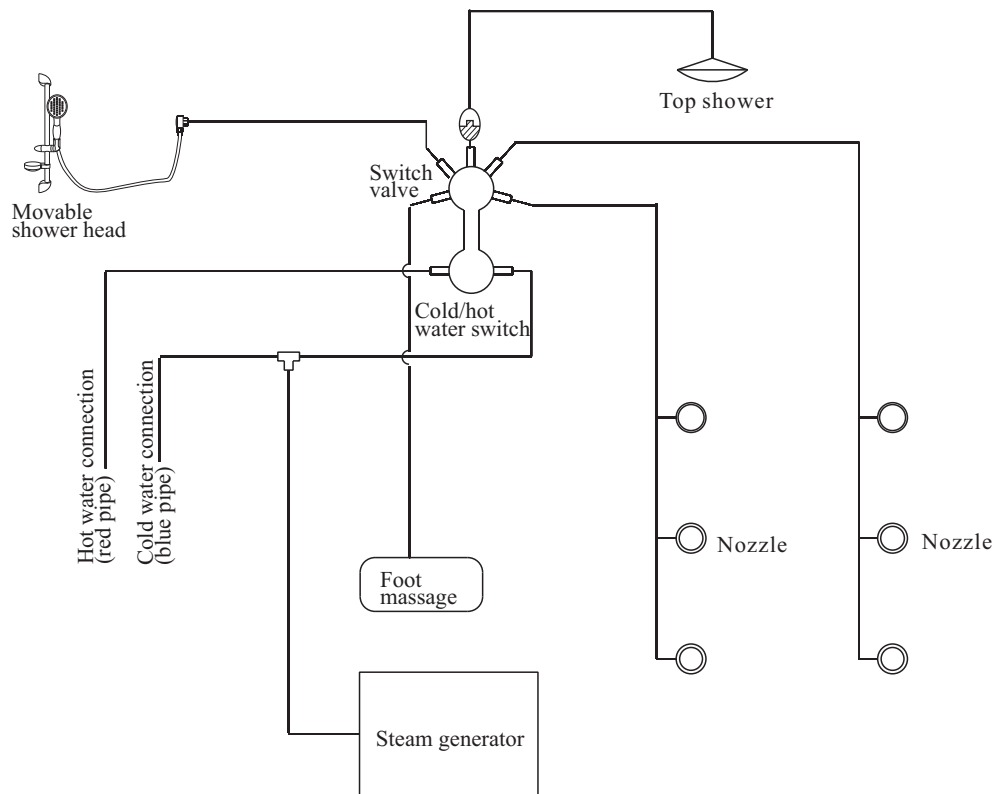 Top shower
Switch
valve
Movable
shower head
Cold/hot
water switch
Hot water connection
(red pipe)
Cold water connection
(blue pipe)
Nozzle
Nozzle
Foot
massage
Steam generator